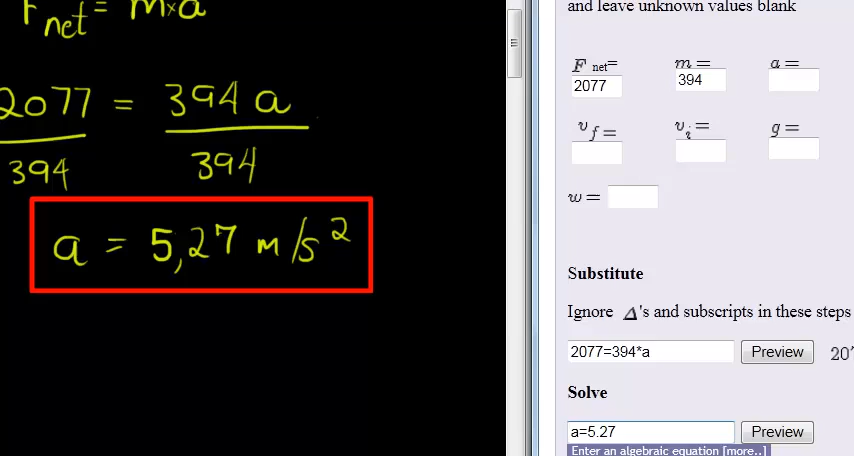 F net = m×a
2077 = 394 a
394 394
a = 5,27 m/s²
and leave unknown values blank
F net= m= a=
2077 394
v f= v i= g=
w=
Substitute
Ignore Δ's and subscripts in these steps
2077=394*a Preview 20
Solve
a=5.27 Preview
Enter an algebraic equation [more..]